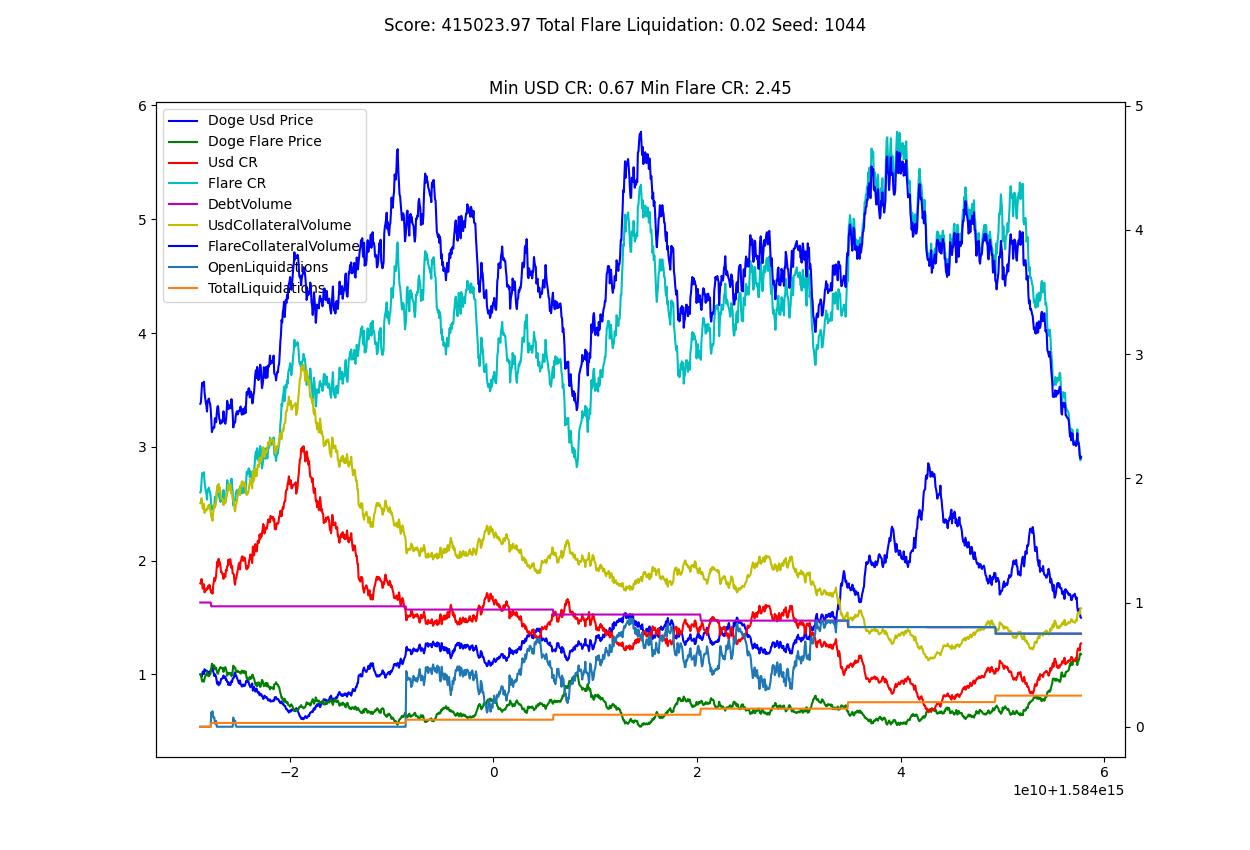 Score: 415023.97 Total Flare Liquidation: 0.02 Seed: 1044
Min USD CR: 0.67 Min Flare CR: 2.45
Doge Usd Price
Doge Flare Price
Usd CR
Flare CR
DebtVolume
UsdCollateralVolume
FlareCollateralVolume
OpenLiquidations
TotalLiquidations
6
5
4
3
2
1
5
4
3
2
1
0
−2
0
2
4
6
1e10+1.584e15